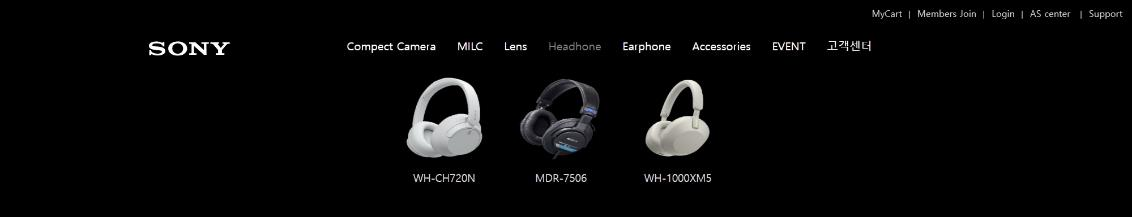 MyCart | Members Join | Login | AS center | Support
SONY
Compect Camera MILC Lens Headhone Earphone Accessories EVENT 고객센터
WH-CH720N MDR-7506 WH-1000XM5